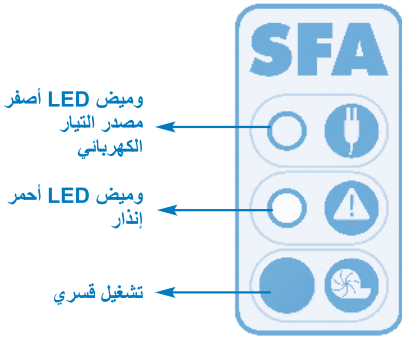 SFA
وميض LED أصفر
مصدر التيار
الكهربائي
وميض LED أحمر
إنذار
تشغيل قسري